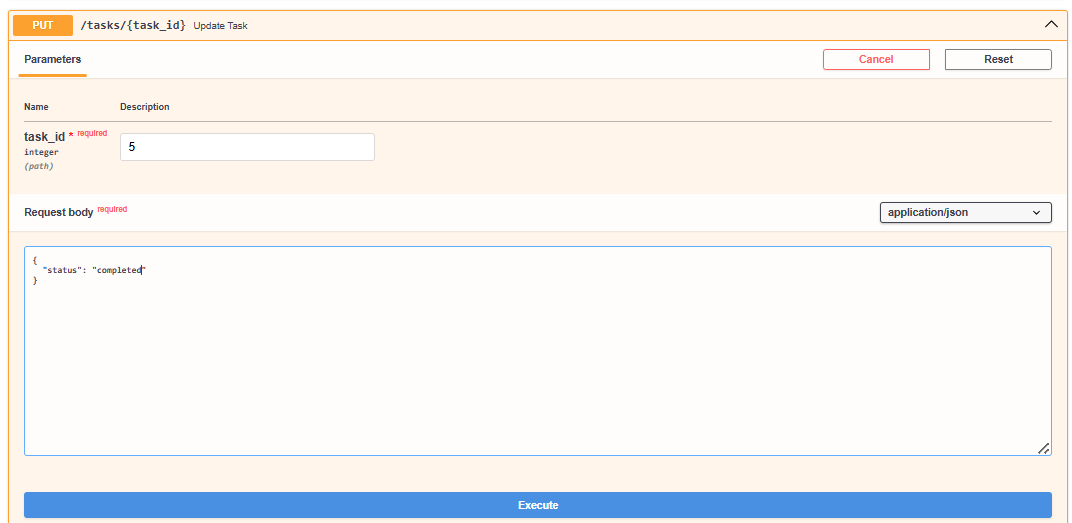 PUT /tasks/{task_id} Update Task
Parameters Cancel Reset
Name Description
task_id * required
integer
(path)
5
Request body required application/json
{
  "status": "completed"
}
Execute